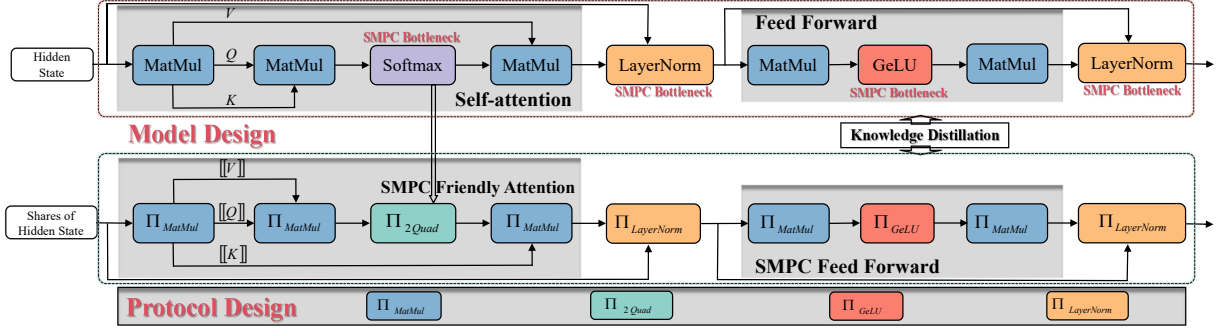 V
Feed Forward
SMPC Bottleneck
Hidden
State
MatMul
Q
MatMul
Softmax
MatMul
LayerNorm
MatMul
GeLU
MatMul
LayerNorm
SMPC Bottleneck
SMPC Bottleneck
SMPC Bottleneck
K
Self-attention
Model Design
Knowledge Distillation
[[V]]
SMPC Friendly Attention
Shares of
Hidden State
Π MatMul
[[Q]]
Π MatMul
Π 2Quad
Π MatMul
Π LayerNorm
Π MatMul
Π GeLU
Π MatMul
Π LayerNorm
[[K]]
SMPC Feed Forward
Protocol Design
Π MatMul
Π 2Quad
Π GeLU
Π LayerNorm